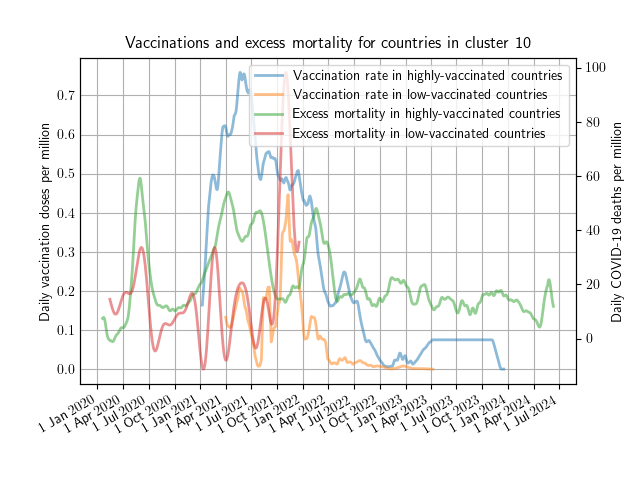 Vaccinations and excess mortality for countries in cluster 10
Vaccination rate in highly-vaccinated countries
Vaccination rate in low-vaccinated countries
Excess mortality in highly-vaccinated countries
Excess mortality in low-vaccinated countries
Daily vaccination doses per million
0.7
0.6
0.5
0.4
0.3
0.2
0.1
0.0
100
80
60
40
20
0
Daily COVID-19 deaths per million
1 Jan 2020
1 Apr 2020
1 Jul 2020
1 Oct 2020
1 Jan 2021
1 Apr 2021
1 Jul 2021
1 Oct 2021
1 Jan 2022
1 Apr 2022
1 Jul 2022
1 Oct 2022
1 Jan 2023
1 Apr 2023
1 Jul 2023
1 Oct 2023
1 Jan 2024
1 Apr 2024
1 Jul 2024